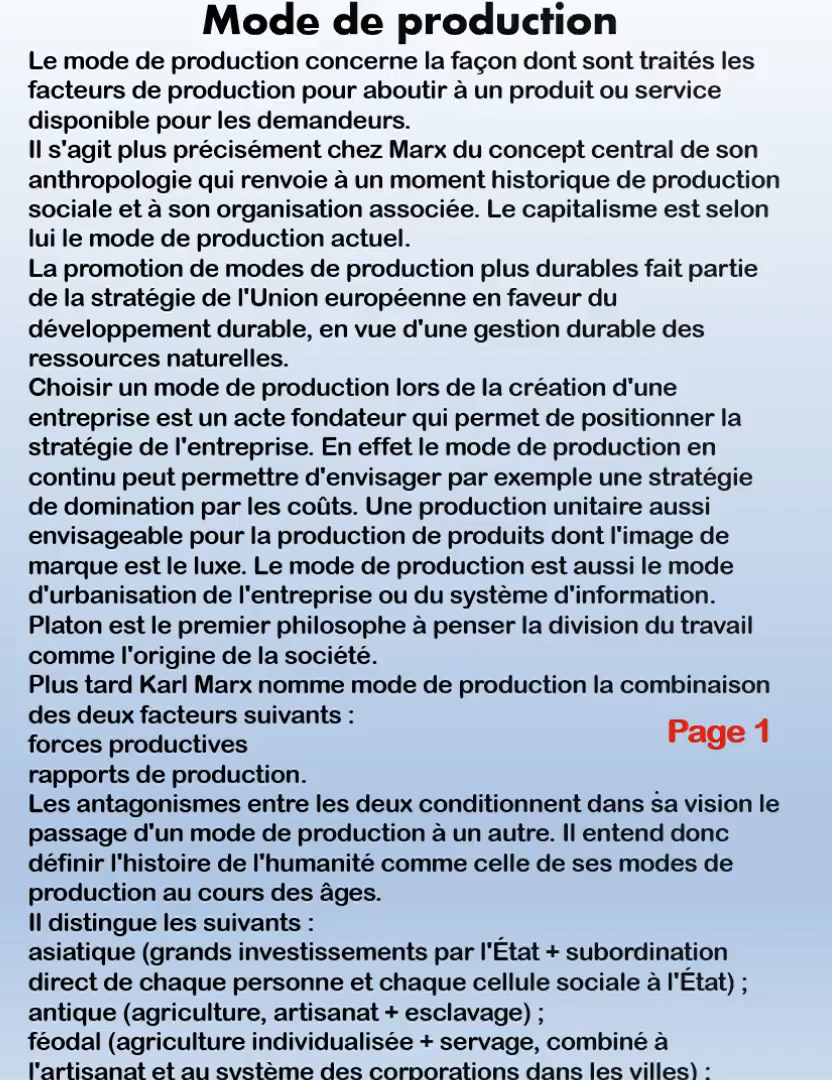 Mode de production
Le mode de production concerne la façon dont sont traités les
facteurs de production pour aboutir à un produit ou service
disponible pour les demandeurs.
Il s'agit plus précisément chez Marx du concept central de son
anthropologie qui renvoie à un moment historique de production
sociale et à son organisation associée. Le capitalisme est selon
lui le mode de production actuel.
La promotion de modes de production plus durables fait partie
de la stratégie de l'Union européenne en faveur du
développement durable, en vue d'une gestion durable des
ressources naturelles.
Choisir un mode de production lors de la création d'une
entreprise est un acte fondateur qui permet de positionner la
stratégie de l'entreprise. En effet le mode de production en
continu peut permettre d'envisager par exemple une stratégie
de domination par les coûts. Une production unitaire aussi
envisageable pour la production de produits dont l'image de
marque est le luxe. Le mode de production est aussi le mode
d'urbanisation de l'entreprise ou du système d'information.
Platon est le premier philosophe à penser la division du travail
comme l'origine de la société.
Plus tard Karl Marx nomme mode de production la combinaison
des deux facteurs suivants :
Page 1
forces productives
rapports de production.
Les antagonismes entre les deux conditionnent dans sa vision le
passage d'un mode de production à un autre. Il entend donc
définir l'histoire de l'humanité comme celle de ses modes de
production au cours des âges.
Il distingue les suivants :
asiatique (grands investissements par l'État + subordination
direct de chaque personne et chaque cellule sociale à l'État) ;
antique (agriculture, artisanat + esclavage) ;
féodal (agriculture individualisée + servage, combiné à
l'artisanat et au système des corporations dans les villes) ;